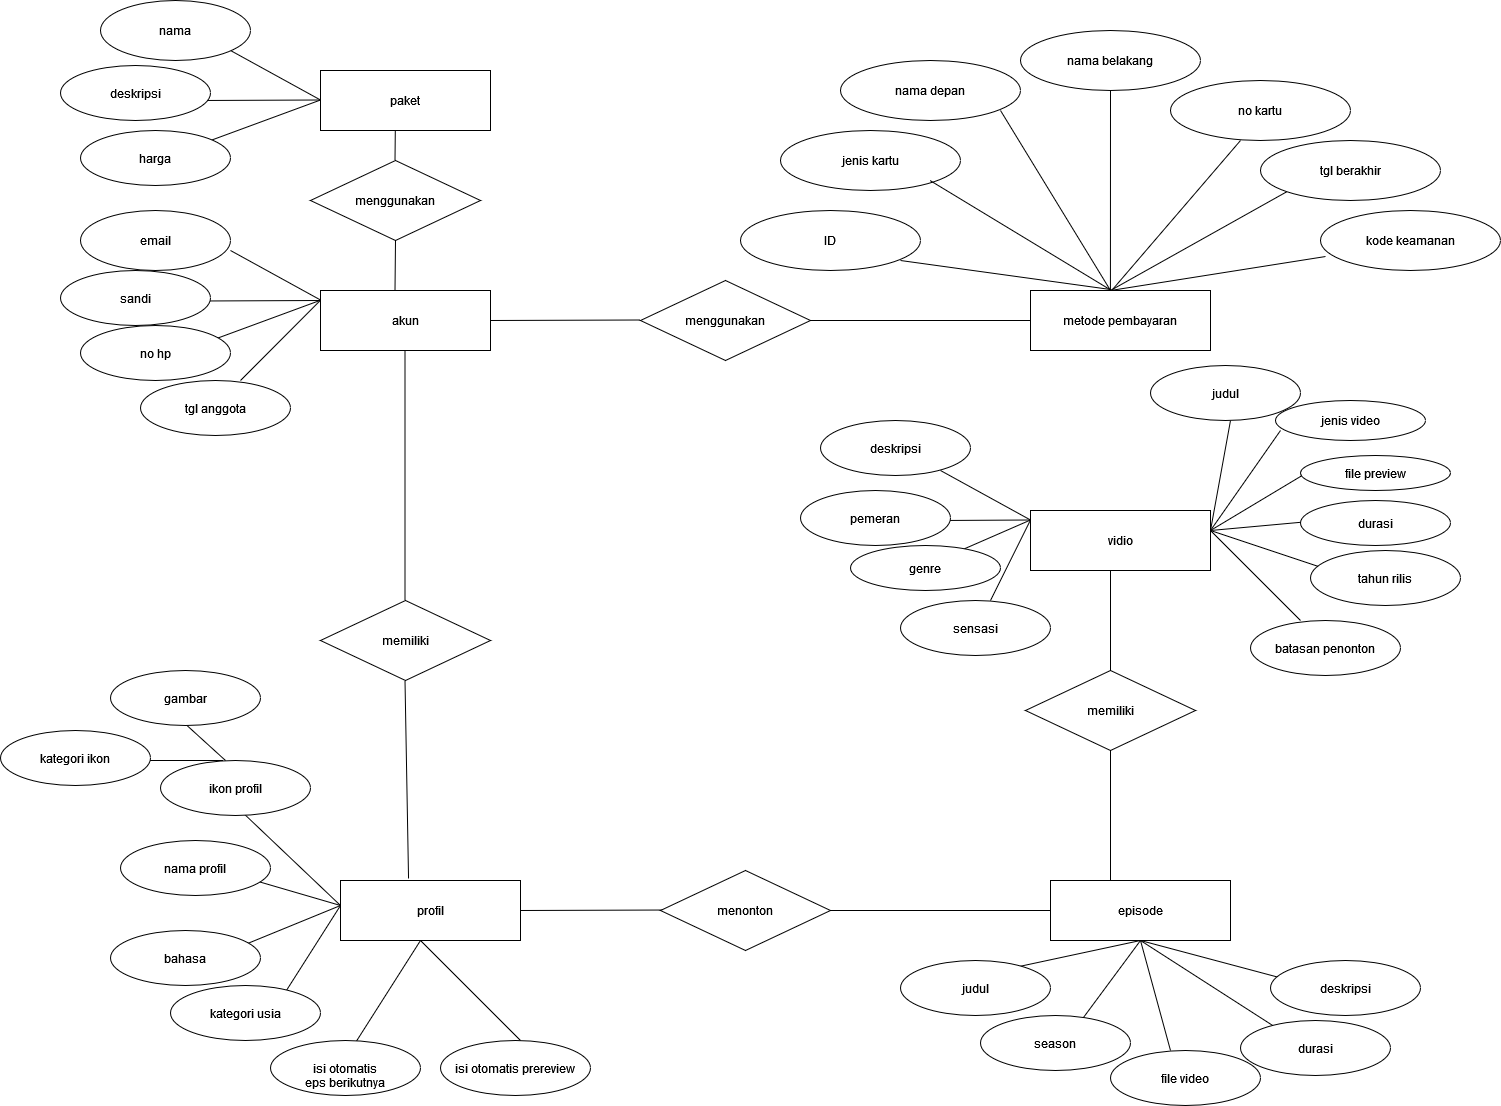 nama
deskripsi
harga
paket
menggunakan
email
sandi
no hp
tgl anggota
akun
menggunakan
nama belakang
nama depan
no kartu
jenis kartu
tgl berakhir
ID
kode keamanan
metode pembayaran
judul
jenis video
deskripsi
file preview
pemeran
durasi
vidio
genre
tahun rilis
sensasi
batasan penonton
memiliki
memiliki
gambar
kategori ikon
ikon profil
nama profil
profil
menonton
episode
bahasa
kategori usia
isi otomatis
eps berikutnya
isi otomatis prereview
judul
deskripsi
season
durasi
file video